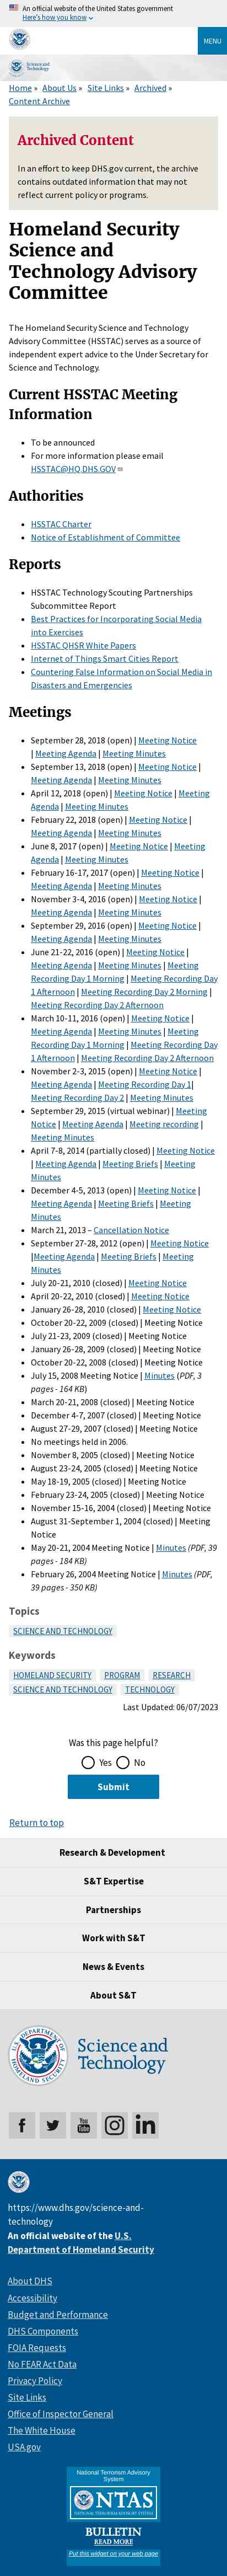 An official website of the United States government
Here's how you know
MENU
Science and
Technology
Home » About Us » Site Links » Archived »
Content Archive
Archived Content
In an effort to keep DHS.gov current, the archive
contains outdated information that may not
reflect current policy or programs.
Homeland Security
Science and
Technology Advisory
Committee
The Homeland Security Science and Technology
Advisory Committee (HSSTAC) serves as a source of
independent expert advice to the Under Secretary for
Science and Technology.
Current HSSTAC Meeting
Information
To be announced
For more information please email
HSSTAC@HQ.DHS.GOV
Authorities
HSSTAC Charter
Notice of Establishment of Committee
Reports
HSSTAC Technology Scouting Partnerships
Subcommittee Report
Best Practices for Incorporating Social Media
into Exercises
HSSTAC QHSR White Papers
Internet of Things Smart Cities Report
Countering False Information on Social Media in
Disasters and Emergencies
Meetings
September 28, 2018 (open) | Meeting Notice
| Meeting Agenda | Meeting Minutes
September 13, 2018 (open) | Meeting Notice |
Meeting Agenda | Meeting Minutes
April 12, 2018 (open) | Meeting Notice | Meeting
Agenda | Meeting Minutes
February 22, 2018 (open) | Meeting Notice |
Meeting Agenda | Meeting Minutes
June 8, 2017 (open) | Meeting Notice | Meeting
Agenda | Meeting Minutes
February 16-17, 2017 (open) | Meeting Notice |
Meeting Agenda | Meeting Minutes
November 3-4, 2016 (open) | Meeting Notice |
Meeting Agenda | Meeting Minutes
September 29, 2016 (open) | Meeting Notice |
Meeting Agenda | Meeting Minutes
June 21-22, 2016 (open) | Meeting Notice |
Meeting Agenda | Meeting Minutes | Meeting
Recording Day 1 Morning | Meeting Recording Day
1 Afternoon | Meeting Recording Day 2 Morning |
Meeting Recording Day 2 Afternoon
March 10-11, 2016 (open) | Meeting Notice |
Meeting Agenda | Meeting Minutes | Meeting
Recording Day 1 Morning | Meeting Recording Day
1 Afternoon | Meeting Recording Day 2 Afternoon
November 2-3, 2015 (open) | Meeting Notice |
Meeting Agenda | Meeting Recording Day 1|
Meeting Recording Day 2 | Meeting Minutes
September 29, 2015 (virtual webinar) | Meeting
Notice | Meeting Agenda | Meeting recording |
Meeting Minutes
April 7-8, 2014 (partially closed) | Meeting Notice
| Meeting Agenda | Meeting Briefs | Meeting
Minutes
December 4-5, 2013 (open) | Meeting Notice |
Meeting Agenda | Meeting Briefs | Meeting
Minutes
March 21, 2013 – Cancellation Notice
September 27-28, 2012 (open) | Meeting Notice
|Meeting Agenda | Meeting Briefs | Meeting
Minutes
July 20-21, 2010 (closed) | Meeting Notice
April 20-22, 2010 (closed) | Meeting Notice
January 26-28, 2010 (closed) | Meeting Notice
October 20-22, 2009 (closed) | Meeting Notice
July 21-23, 2009 (closed) | Meeting Notice
January 26-28, 2009 (closed) | Meeting Notice
October 20-22, 2008 (closed) | Meeting Notice
July 15, 2008 Meeting Notice | Minutes (PDF, 3
pages - 164 KB)
March 20-21, 2008 (closed) | Meeting Notice
December 4-7, 2007 (closed) | Meeting Notice
August 27-29, 2007 (closed) | Meeting Notice
No meetings held in 2006.
November 8, 2005 (closed) | Meeting Notice
August 23-24, 2005 (closed) | Meeting Notice
May 18-19, 2005 (closed) | Meeting Notice
February 23-24, 2005 (closed) | Meeting Notice
November 15-16, 2004 (closed) | Meeting Notice
August 31-September 1, 2004 (closed) | Meeting
Notice
May 20-21, 2004 Meeting Notice | Minutes (PDF, 39
pages - 184 KB)
February 26, 2004 Meeting Notice | Minutes (PDF,
39 pages - 350 KB)
Topics
SCIENCE AND TECHNOLOGY
Keywords
HOMELAND SECURITY PROGRAM RESEARCH
SCIENCE AND TECHNOLOGY TECHNOLOGY
Last Updated: 06/07/2023
Was this page helpful?
Yes No
Submit
Return to top
Research & Development
S&T Expertise
Partnerships
Work with S&T
News & Events
About S&T
Science and
Technology
https://www.dhs.gov/science-and-
technology
An official website of the U.S.
Department of Homeland Security
About DHS
Accessibility
Budget and Performance
DHS Components
FOIA Requests
No FEAR Act Data
Privacy Policy
Site Links
Office of Inspector General
The White House
USA.gov
National Terrorism Advisory
System
NTAS
NATIONAL TERRORISM ADVISORY SYSTEM
BULLETIN
READ MORE
Put this widget on your web page